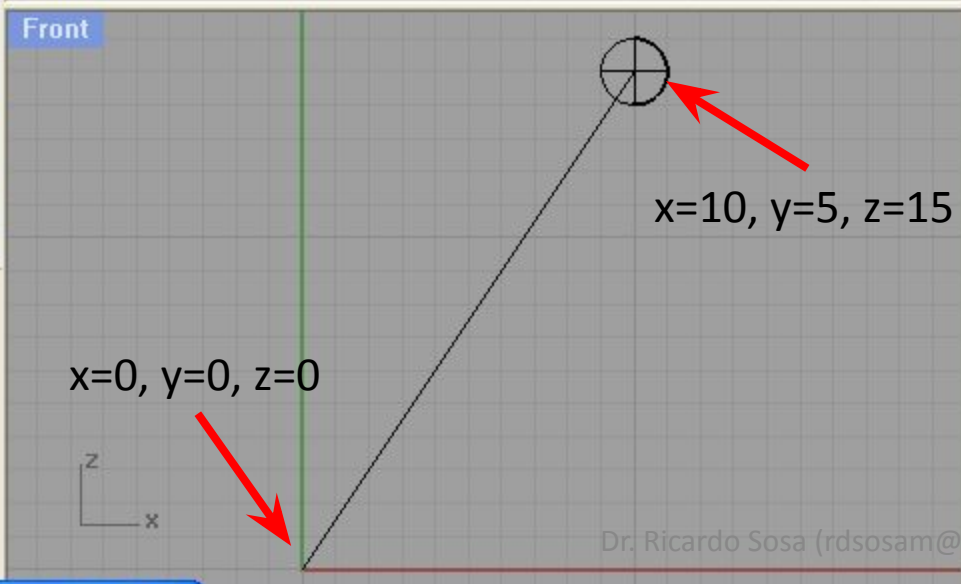 Front
x=10, y=5, z=15
x=0, y=0, z=0
z
x
Dr. Ricardo Sosa (rdsosam@